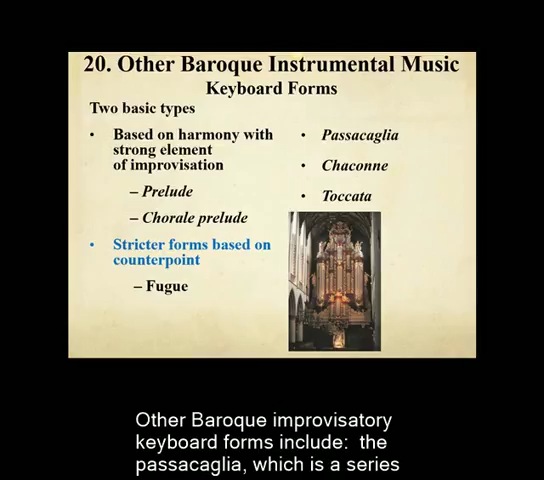 20. Other Baroque Instrumental Music
Keyboard Forms
Two basic types
• Based on harmony with
strong element
of improvisation
– Prelude
– Chorale prelude
• Stricter forms based on
counterpoint
– Fugue
• Passacaglia
• Chaconne
• Toccata
Other Baroque improvisatory
keyboard forms include:  the
passacaglia, which is a series